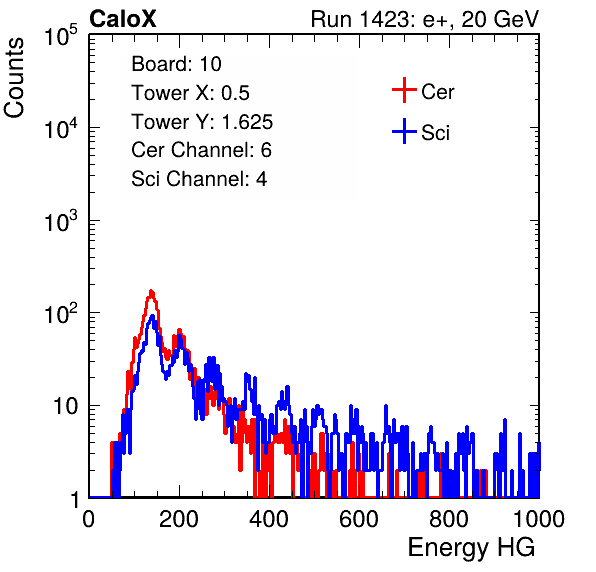 CaloX Run 1423: e+, 20 GeV
Counts
Board: 10
Tower X: 0.5
Tower Y: 1.625
Cer Channel: 6
Sci Channel: 4
Cer
Sci
10^5
10^4
10^3
10^2
10
1
0 200 400 600 800 1000
Energy HG